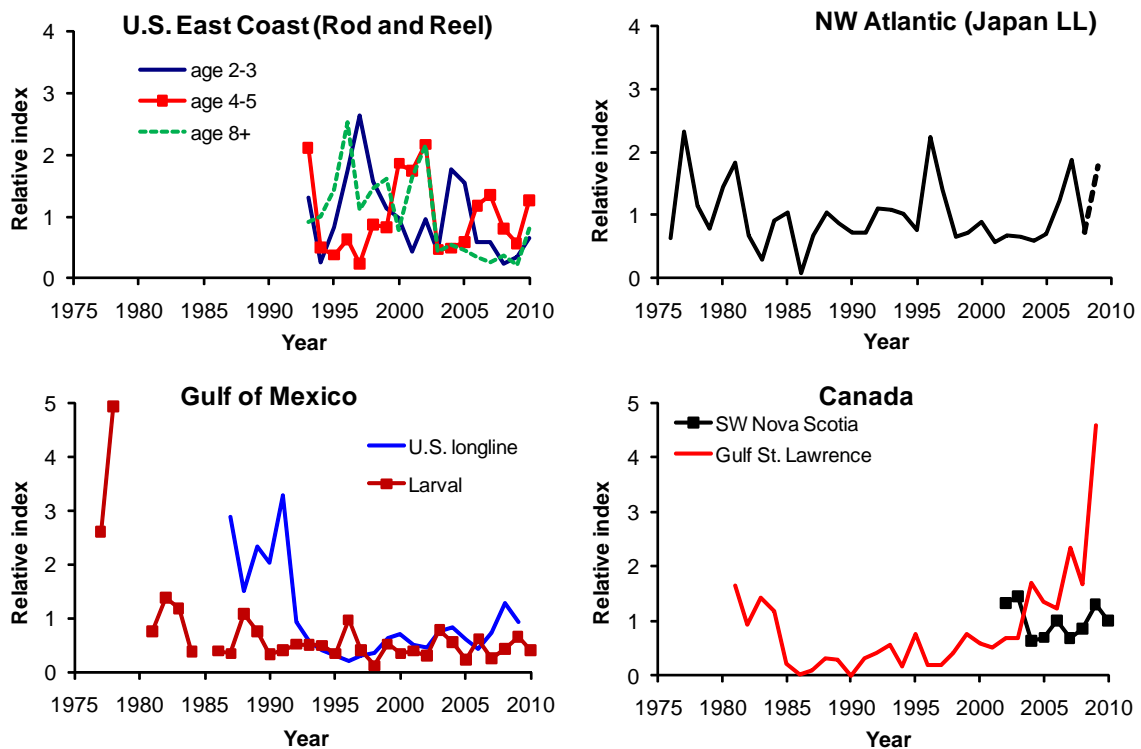 U.S. East Coast (Rod and Reel)
age 2-3
age 4-5
age 8+
Relative index
4
3
2
1
0
1975 1980 1985 1990 1995 2000 2005 2010
Year
NW Atlantic (Japan LL)
Relative index
4
3
2
1
0
1975 1980 1985 1990 1995 2000 2005 2010
Year
Gulf of Mexico
U.S. longline
Larval
Relative index
5
4
3
2
1
0
1975 1980 1985 1990 1995 2000 2005 2010
Year
Canada
SW Nova Scotia
Gulf St. Lawrence
Relative index
5
4
3
2
1
0
1975 1980 1985 1990 1995 2000 2005 2010
Year